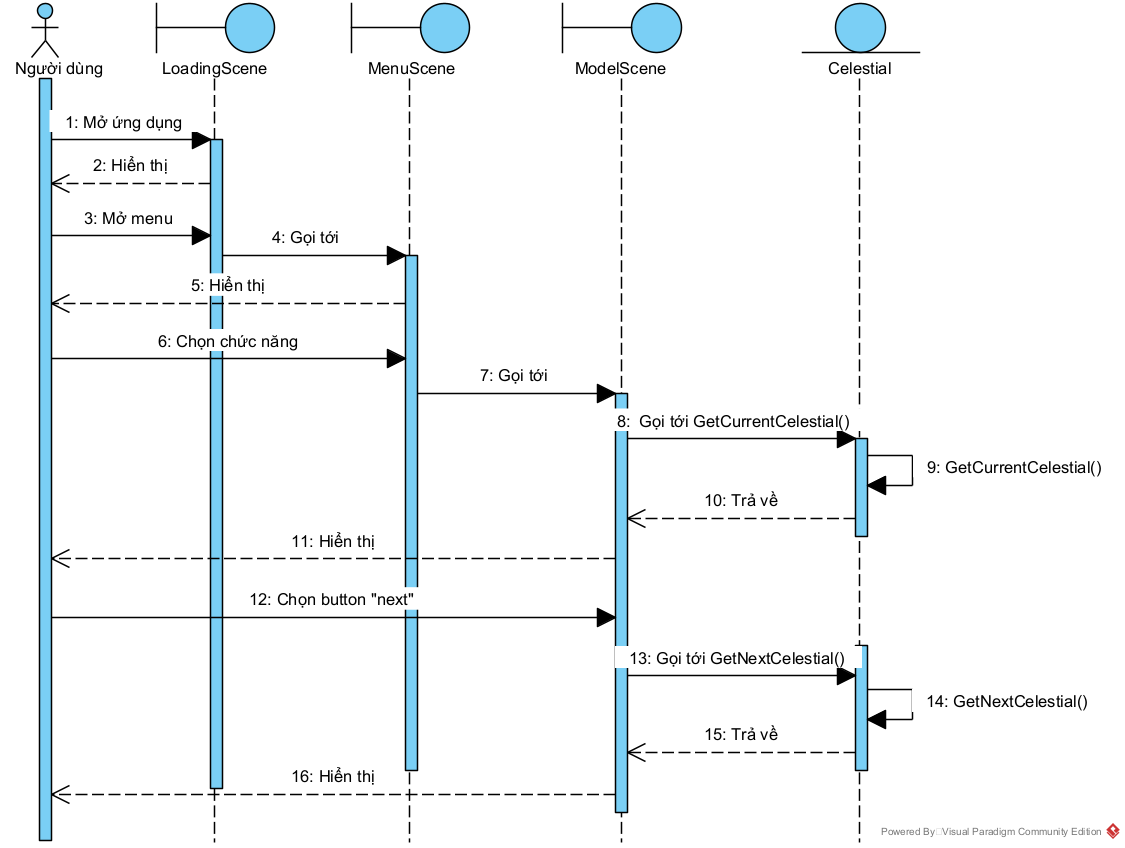 Người dùng
LoadingScene
MenuScene
ModelScene
Celestial
1: Mở ứng dụng
2: Hiển thị
3: Mở menu
4: Gọi tới
5: Hiển thị
6: Chọn chức năng
7: Gọi tới
8: Gọi tới GetCurrentCelestial()
9: GetCurrentCelestial()
10: Trả về
11: Hiển thị
12: Chọn button "next"
13: Gọi tới GetNextCelestial()
14: GetNextCelestial()
15: Trả về
16: Hiển thị
Powered By Visual Paradigm Community Edition